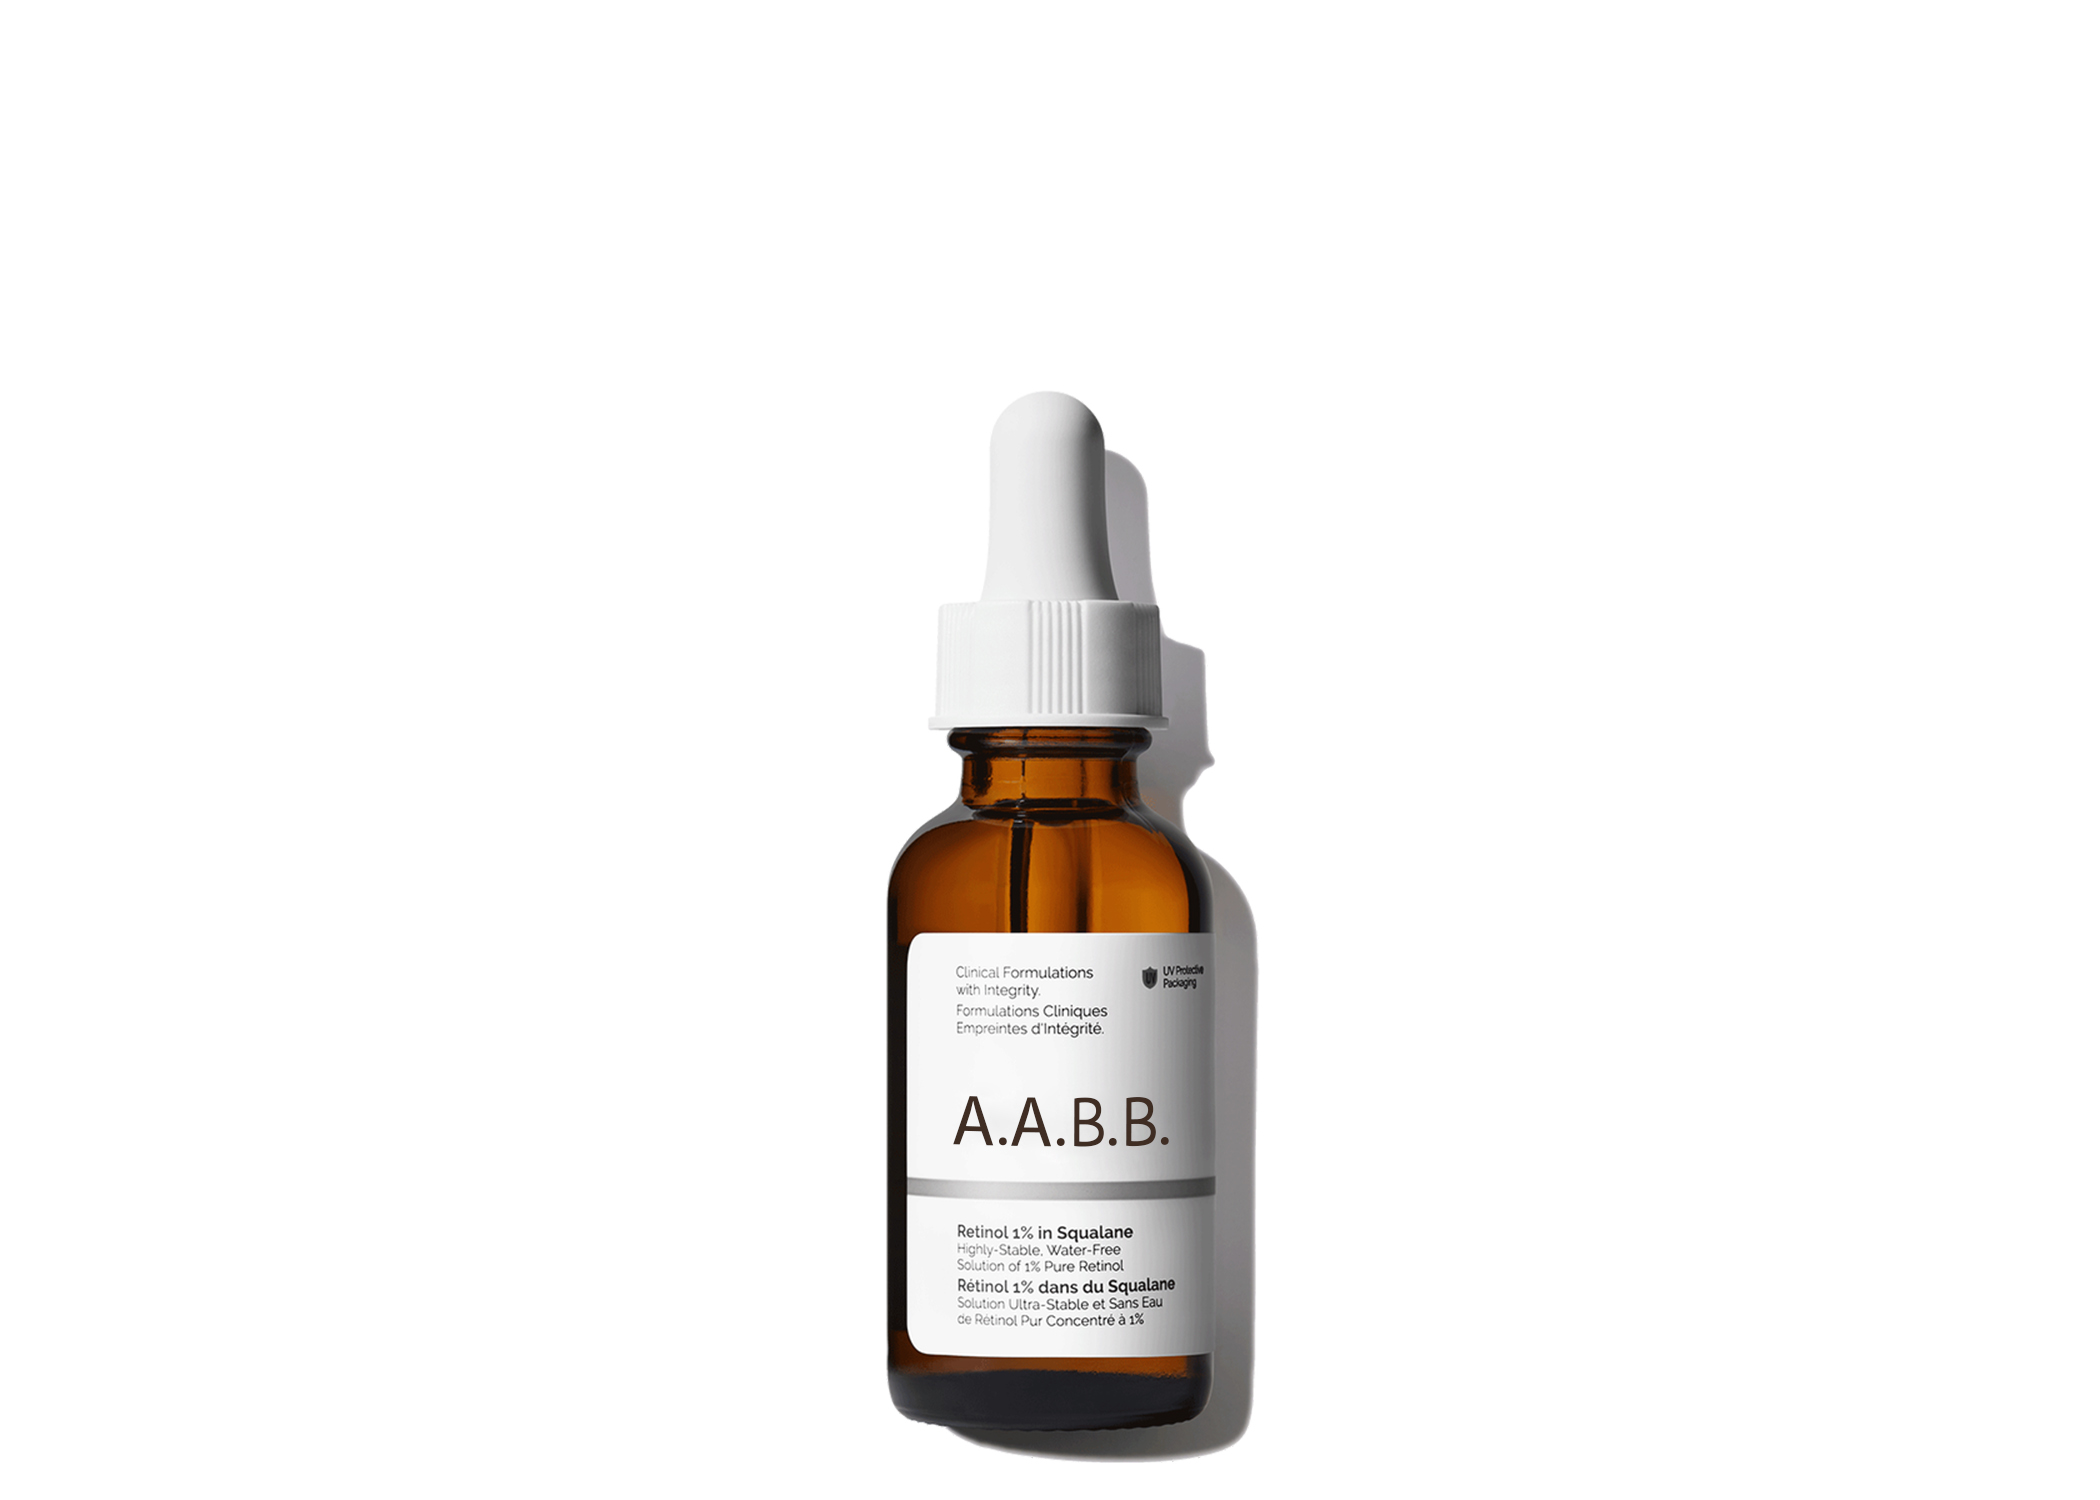 Clinical Formulations
with Integrity.
Formulations Cliniques
Empreintes d'Intégrité.
UV
UV Protective
Packaging
A.A.B.B.
Retinol 1% in Squalane
Highly-Stable, Water-Free
Solution of 1% Pure Retinol
Rétinol 1% dans du Squalane
Solution Ultra-Stable et Sans Eau
de Rétinol Pur Concentré à 1%